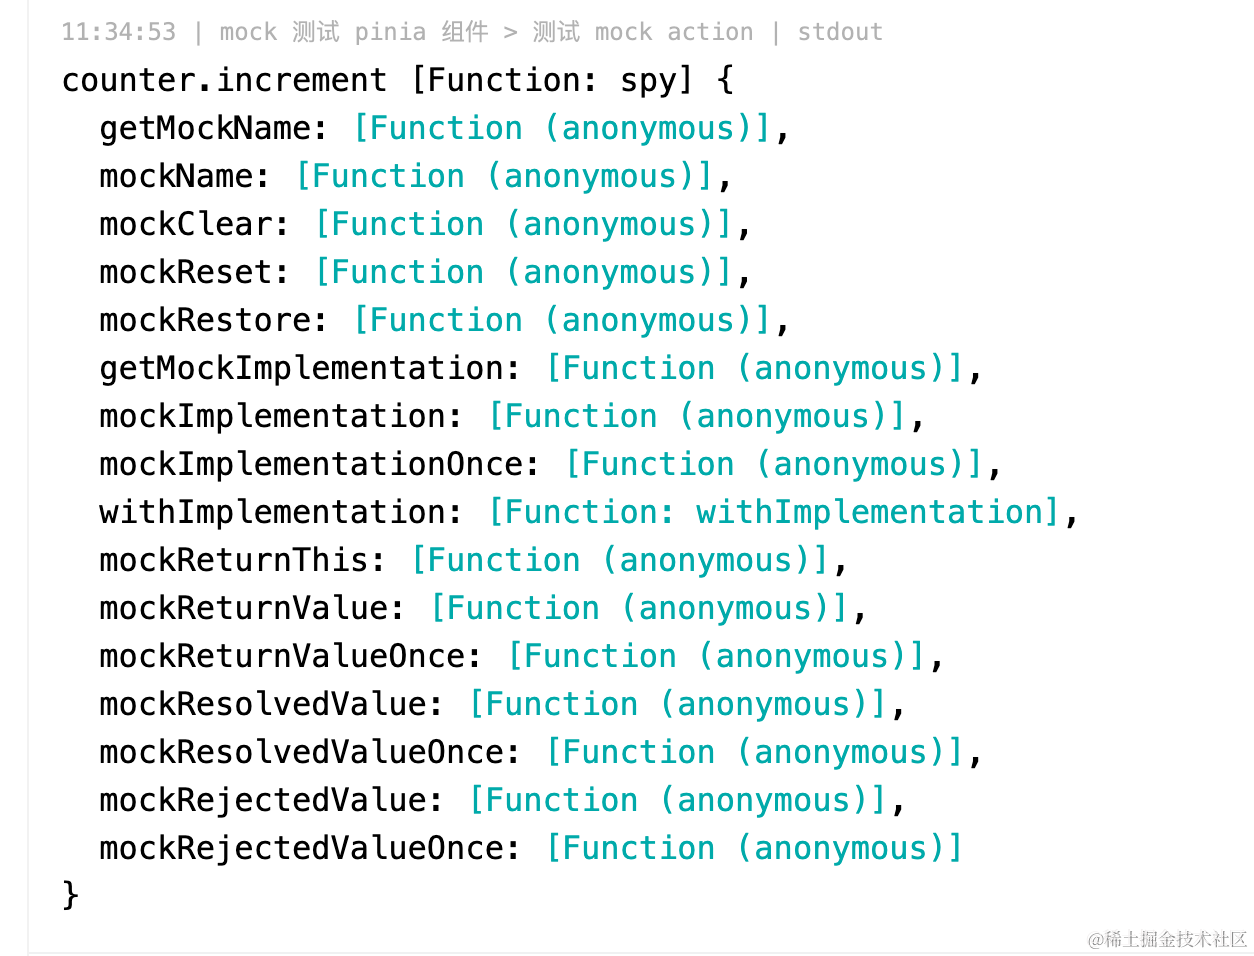 11:34:53 | mock 测试 pinia 组件 > 测试 mock action | stdout
counter.increment [Function: spy] {
  getMockName: [Function (anonymous)],
  mockName: [Function (anonymous)],
  mockClear: [Function (anonymous)],
  mockReset: [Function (anonymous)],
  mockRestore: [Function (anonymous)],
  getMockImplementation: [Function (anonymous)],
  mockImplementation: [Function (anonymous)],
  mockImplementationOnce: [Function (anonymous)],
  withImplementation: [Function: withImplementation],
  mockReturnThis: [Function (anonymous)],
  mockReturnValue: [Function (anonymous)],
  mockReturnValueOnce: [Function (anonymous)],
  mockResolvedValue: [Function (anonymous)],
  mockResolvedValueOnce: [Function (anonymous)],
  mockRejectedValue: [Function (anonymous)],
  mockRejectedValueOnce: [Function (anonymous)]
}
@稀土掘金技术社区